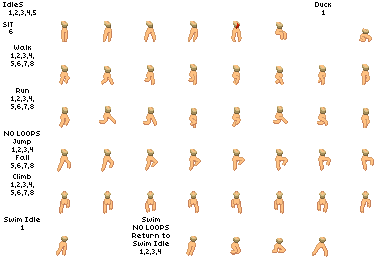 IdleS
1,2,3,4,5
Duck
1
SIT
6
Walk
1,2,3,4,
5,6,7,8
Run
1,2,3,4,
5,6,7,8
NO LOOPS
Jump
1,2,3,4
Fall
5,6,7,8
Climb
1,2,3,4,
5,6,7,8
Swim Idle
1
Swim
NO LOOPS
Return to
Swim Idle
1,2,3,4